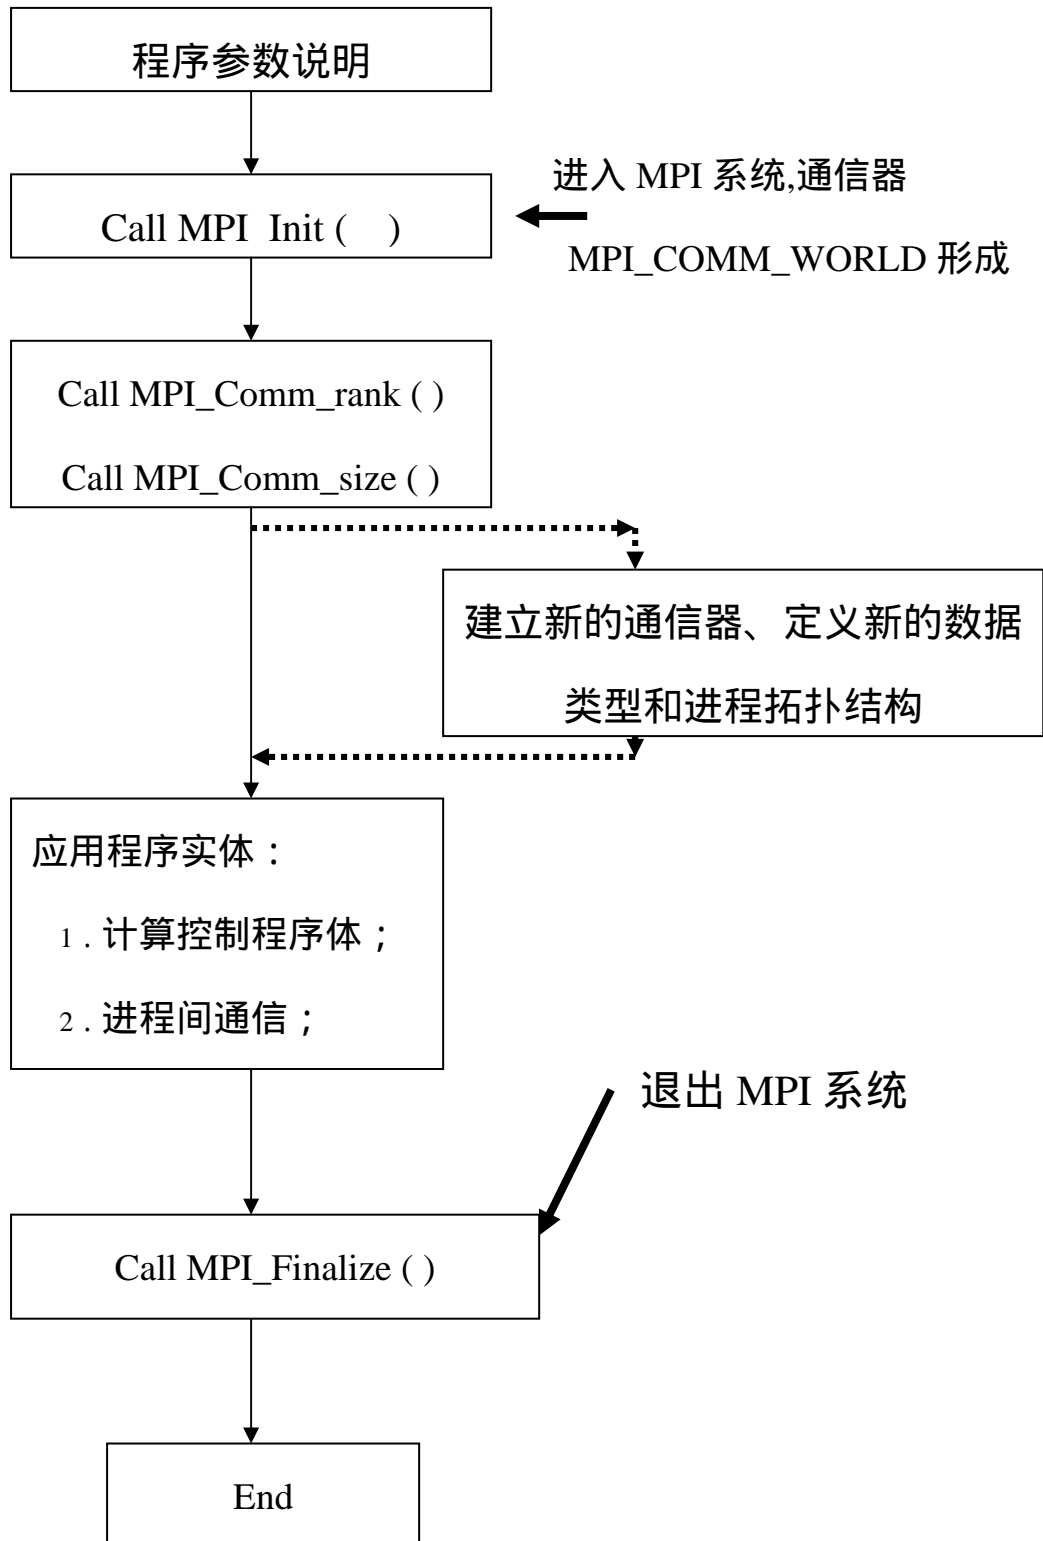 程序参数说明
进入 MPI 系统,通信器
Call MPI Init ( )
MPI_COMM_WORLD 形成
Call MPI_Comm_rank ( )
Call MPI_Comm_size ( )
建立新的通信器、定义新的数据
类型和进程拓扑结构
应用程序实体：
1 . 计算控制程序体；
2 . 进程间通信；
退出 MPI 系统
Call MPI_Finalize ( )
End